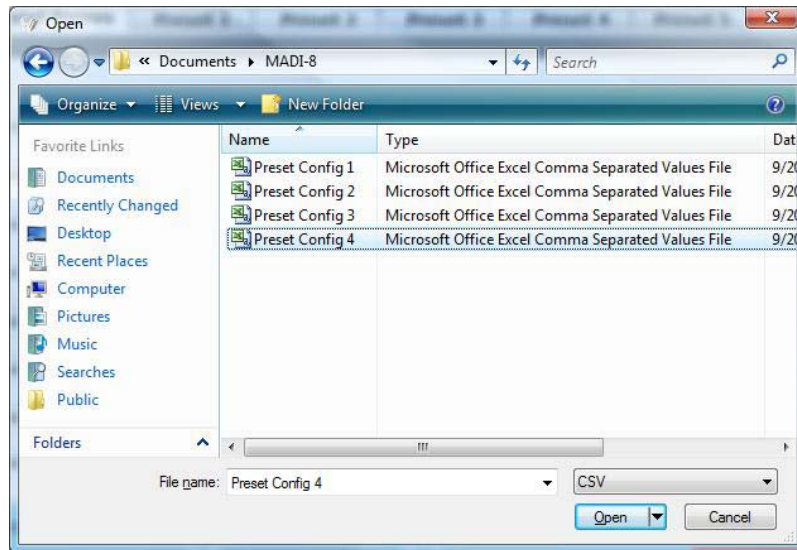 Open
« Documents ▸ MADI-8
Search
Organize Views New Folder
Favorite Links
Documents
Recently Changed
Desktop
Recent Places
Computer
Pictures
Music
Searches
Public
Folders
Name Type Dat
Preset Config 1 Microsoft Office Excel Comma Separated Values File 9/20
Preset Config 2 Microsoft Office Excel Comma Separated Values File 9/20
Preset Config 3 Microsoft Office Excel Comma Separated Values File 9/20
Preset Config 4 Microsoft Office Excel Comma Separated Values File 9/20
File name: Preset Config 4
CSV
Open Cancel